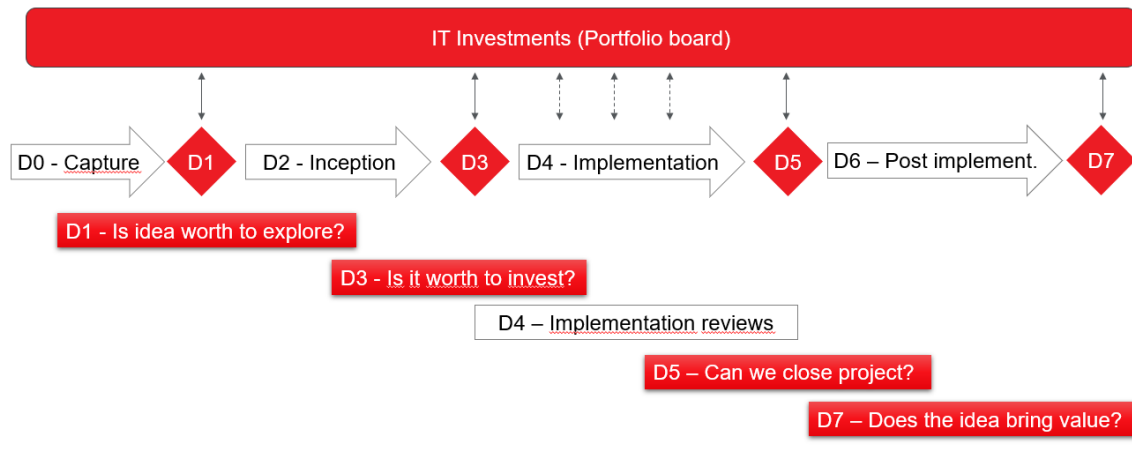 IT Investments (Portfolio board)
D0 - Capture
D1
D2 - Inception
D3
D4 - Implementation
D5
D6 – Post implement.
D7
D1 - Is idea worth to explore?
D3 - Is it worth to invest?
D4 – Implementation reviews
D5 – Can we close project?
D7 – Does the idea bring value?